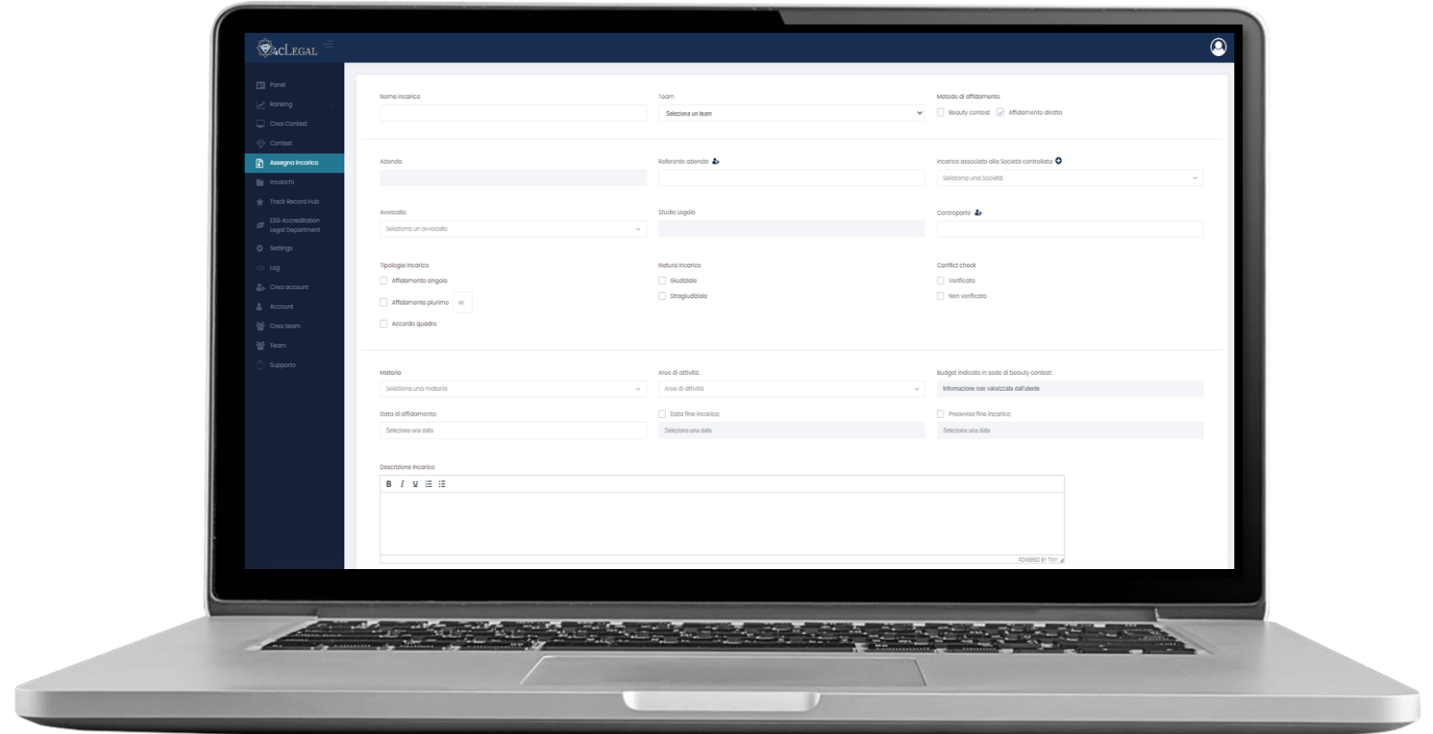 4cLegal
Panel
Ranking
Crea Contest
Contest
Assegna incarico
Incarichi
Track Record Hub
ESG Accreditation
Legal Department
Settings
Log
Crea account
Account
Crea team
Team
Supporto
Nome incarico
Team
Metodo di affidamento
Seleziona un team
Beauty contest
Affidamento diretto
Azienda
Referente azienda
Incarico associato alla Società controllata
Seleziona una Società
Avvocato
Studio Legale
Controparte
Seleziona un avvocato
Tipologia incarico
Natura incarico
Conflict check
Affidamento singolo
Giudiziale
Verificato
Affidamento plurimo
nr.
Stragiudiziale
Non verificato
Accordo quadro
Materia
Aree di attività:
Budget indicato in sede di beauty contest:
Seleziona una materia
Aree di attività
Informazione non valorizzata dall'utente
Data di affidamento:
Data fine incarico:
Preavviso fine incarico:
Seleziona una data
Seleziona una data
Seleziona una data
Descrizione incarico
B I U
POWERED BY TINY